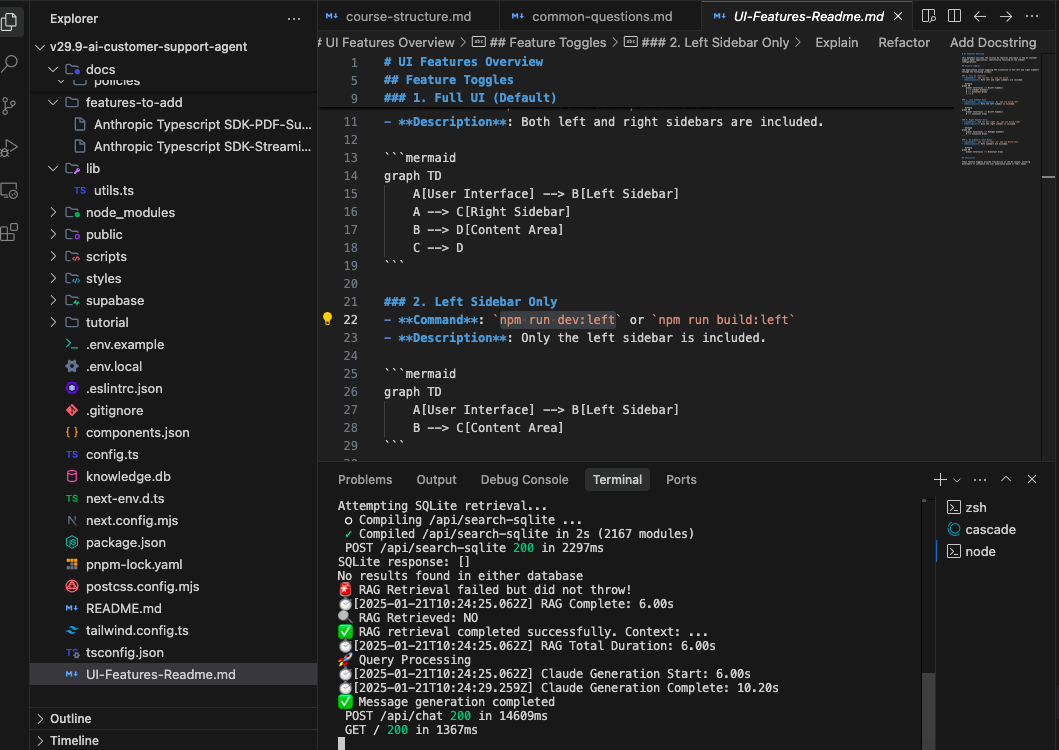 Explorer
v29.9-ai-customer-support-agent
docs
policies
features-to-add
Anthropic Typescript SDK-PDF-Su...
Anthropic Typescript SDK-Streami...
lib
TS utils.ts
node_modules
public
scripts
styles
supabase
tutorial
.env.example
.env.local
.eslintrc.json
.gitignore
components.json
TS config.ts
knowledge.db
TS next-env.d.ts
next.config.mjs
package.json
pnpm-lock.yaml
postcss.config.mjs
README.md
tailwind.config.ts
tsconfig.json
UI-Features-Readme.md
Outline
Timeline
course-structure.md
common-questions.md
UI-Features-Readme.md
# UI Features Overview > ## Feature Toggles > ### 2. Left Sidebar Only >
Explain Refactor Add Docstring
1 # UI Features Overview
5 ## Feature Toggles
9 ### 1. Full UI (Default)
11 - **Description**: Both left and right sidebars are included.
12
13 ```mermaid
14 graph TD
15 A[User Interface] --> B[Left Sidebar]
16 A --> C[Right Sidebar]
17 B --> D[Content Area]
18 C --> D
19 ```
20
21 ### 2. Left Sidebar Only
22 - **Command**: `npm run dev:left` or `npm run build:left`
23 - **Description**: Only the left sidebar is included.
24
25 ```mermaid
26 graph TD
27 A[User Interface] --> B[Left Sidebar]
28 B --> C[Content Area]
29 ```
Problems Output Debug Console Terminal Ports
Attempting SQLite retrieval...
○ Compiling /api/search-sqlite ...
✓ Compiled /api/search-sqlite in 2s (2167 modules)
POST /api/search-sqlite 200 in 2297ms
SQLite response: []
No results found in either database
🚨 RAG Retrieval failed but did not throw!
⏱️[2025-01-21T10:24:25.062Z] RAG Complete: 6.00s
🔍 RAG Retrieved: NO
✅ RAG retrieval completed successfully. Context: ...
⏱️[2025-01-21T10:24:25.062Z] RAG Total Duration: 6.00s
🚀 Query Processing
⏱️[2025-01-21T10:24:25.062Z] Claude Generation Start: 6.00s
⏱️[2025-01-21T10:24:29.259Z] Claude Generation Complete: 10.20s
✅ Message generation completed
POST /api/chat 200 in 14609ms
GET / 200 in 1367ms
zsh
cascade
node